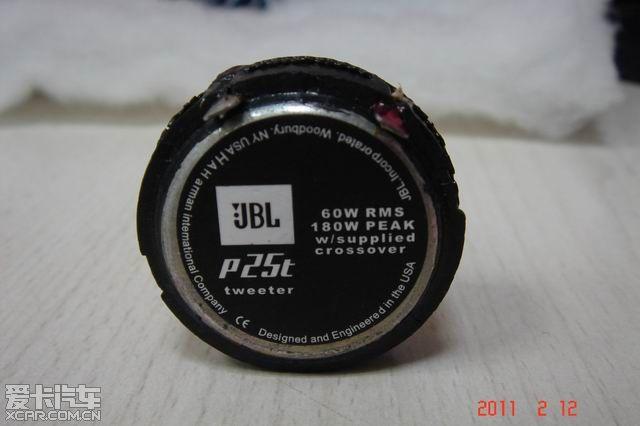 JBL Incorporated, Woodbury, NY USA H A H arman international Company
JBL
60W RMS
180W PEAK
w/supplied
crossover
P25t
tweeter
CE Designed and Engineered in the USA
爱卡汽车
XCAR.COM.CN
2011 2 12